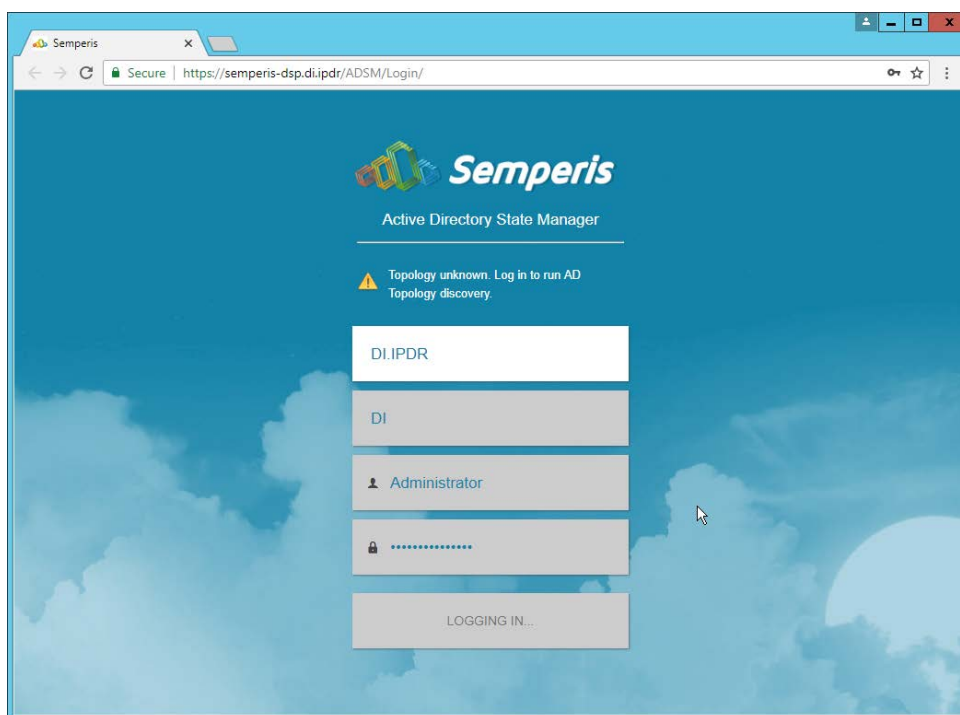 Semperis
Secure
https://semperis-dsp.di.ipdr/ADSM/Login/
Semperis
Active Directory State Manager
Topology unknown. Log in to run AD
Topology discovery.
DI.IPDR
DI
Administrator
•••••••••••••••
LOGGING IN...